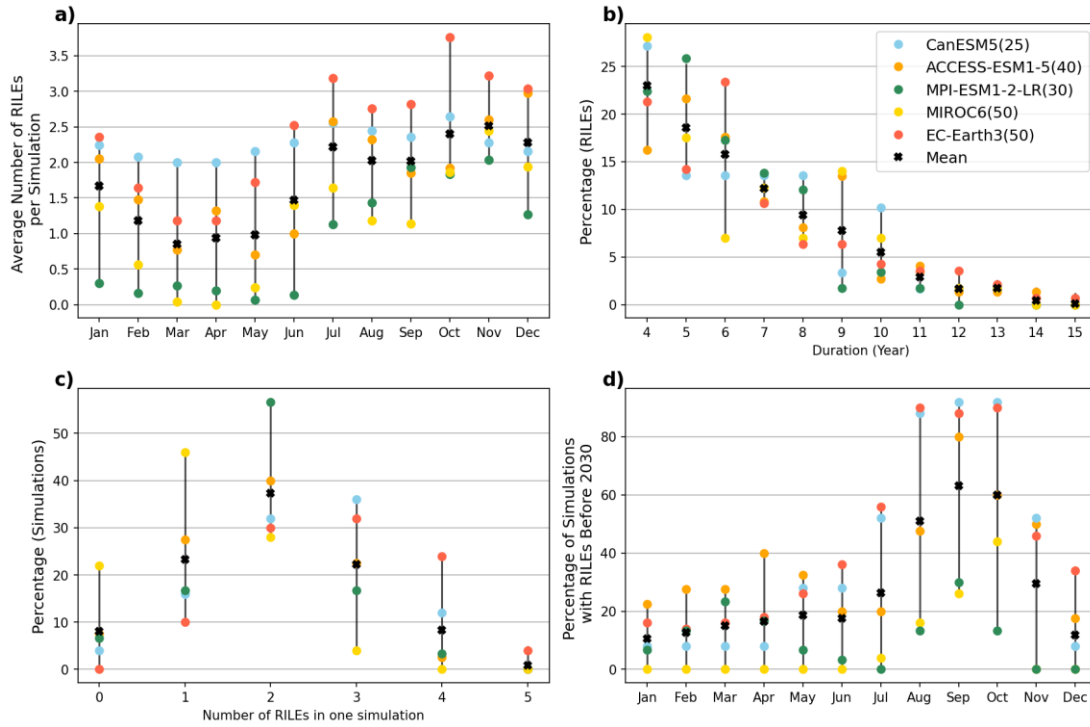 a)
Average Number of RILEs
per Simulation
3.5
3.0
2.5
2.0
1.5
1.0
0.5
0.0
Jan Feb Mar Apr May Jun Jul Aug Sep Oct Nov Dec
b)
Percentage (RILEs)
25
20
15
10
5
0
CanESM5(25)
ACCESS-ESM1-5(40)
MPI-ESM1-2-LR(30)
MIROC6(50)
EC-Earth3(50)
Mean
4 5 6 7 8 9 10 11 12 13 14 15
Duration (Year)
c)
Percentage (Simulations)
50
40
30
20
10
0
0 1 2 3 4 5
Number of RILEs in one simulation
d)
Percentage of Simulations
with RILEs Before 2030
80
60
40
20
0
Jan Feb Mar Apr May Jun Jul Aug Sep Oct Nov Dec